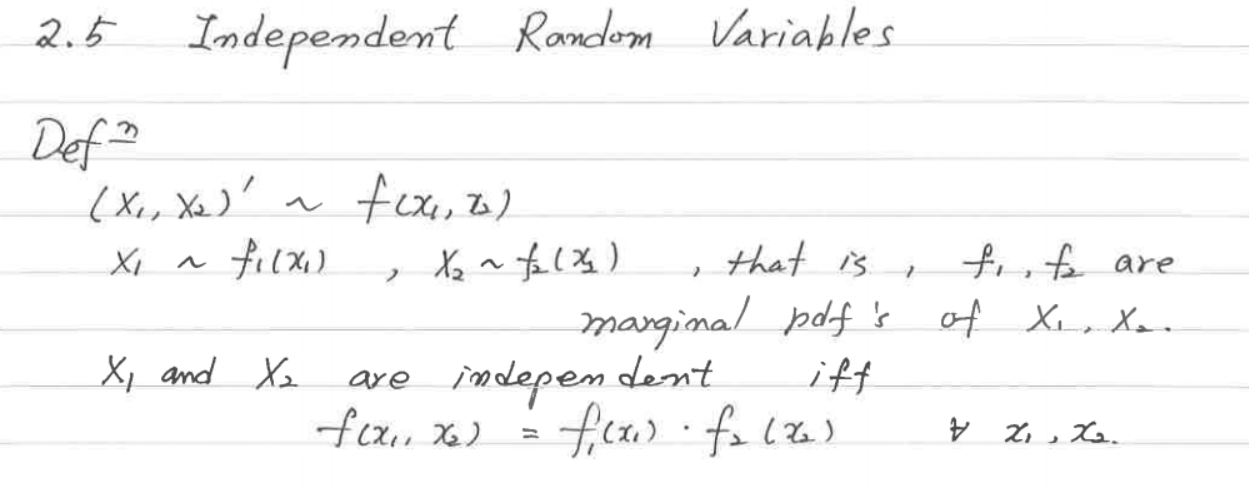 2.5 Independent Random Variables
Defⁿ
(X₁, X₂)' ~ f(x₁, x₂)
X₁ ~ f₁(x₁) , X₂ ~ f₂(x₂) , that is , f₁, f₂ are
marginal pdf's of X₁, X₂.
X₁ and X₂ are independent iff
f(x₁, x₂) = f₁(x₁) · f₂(x₂) ∀ x₁, x₂.